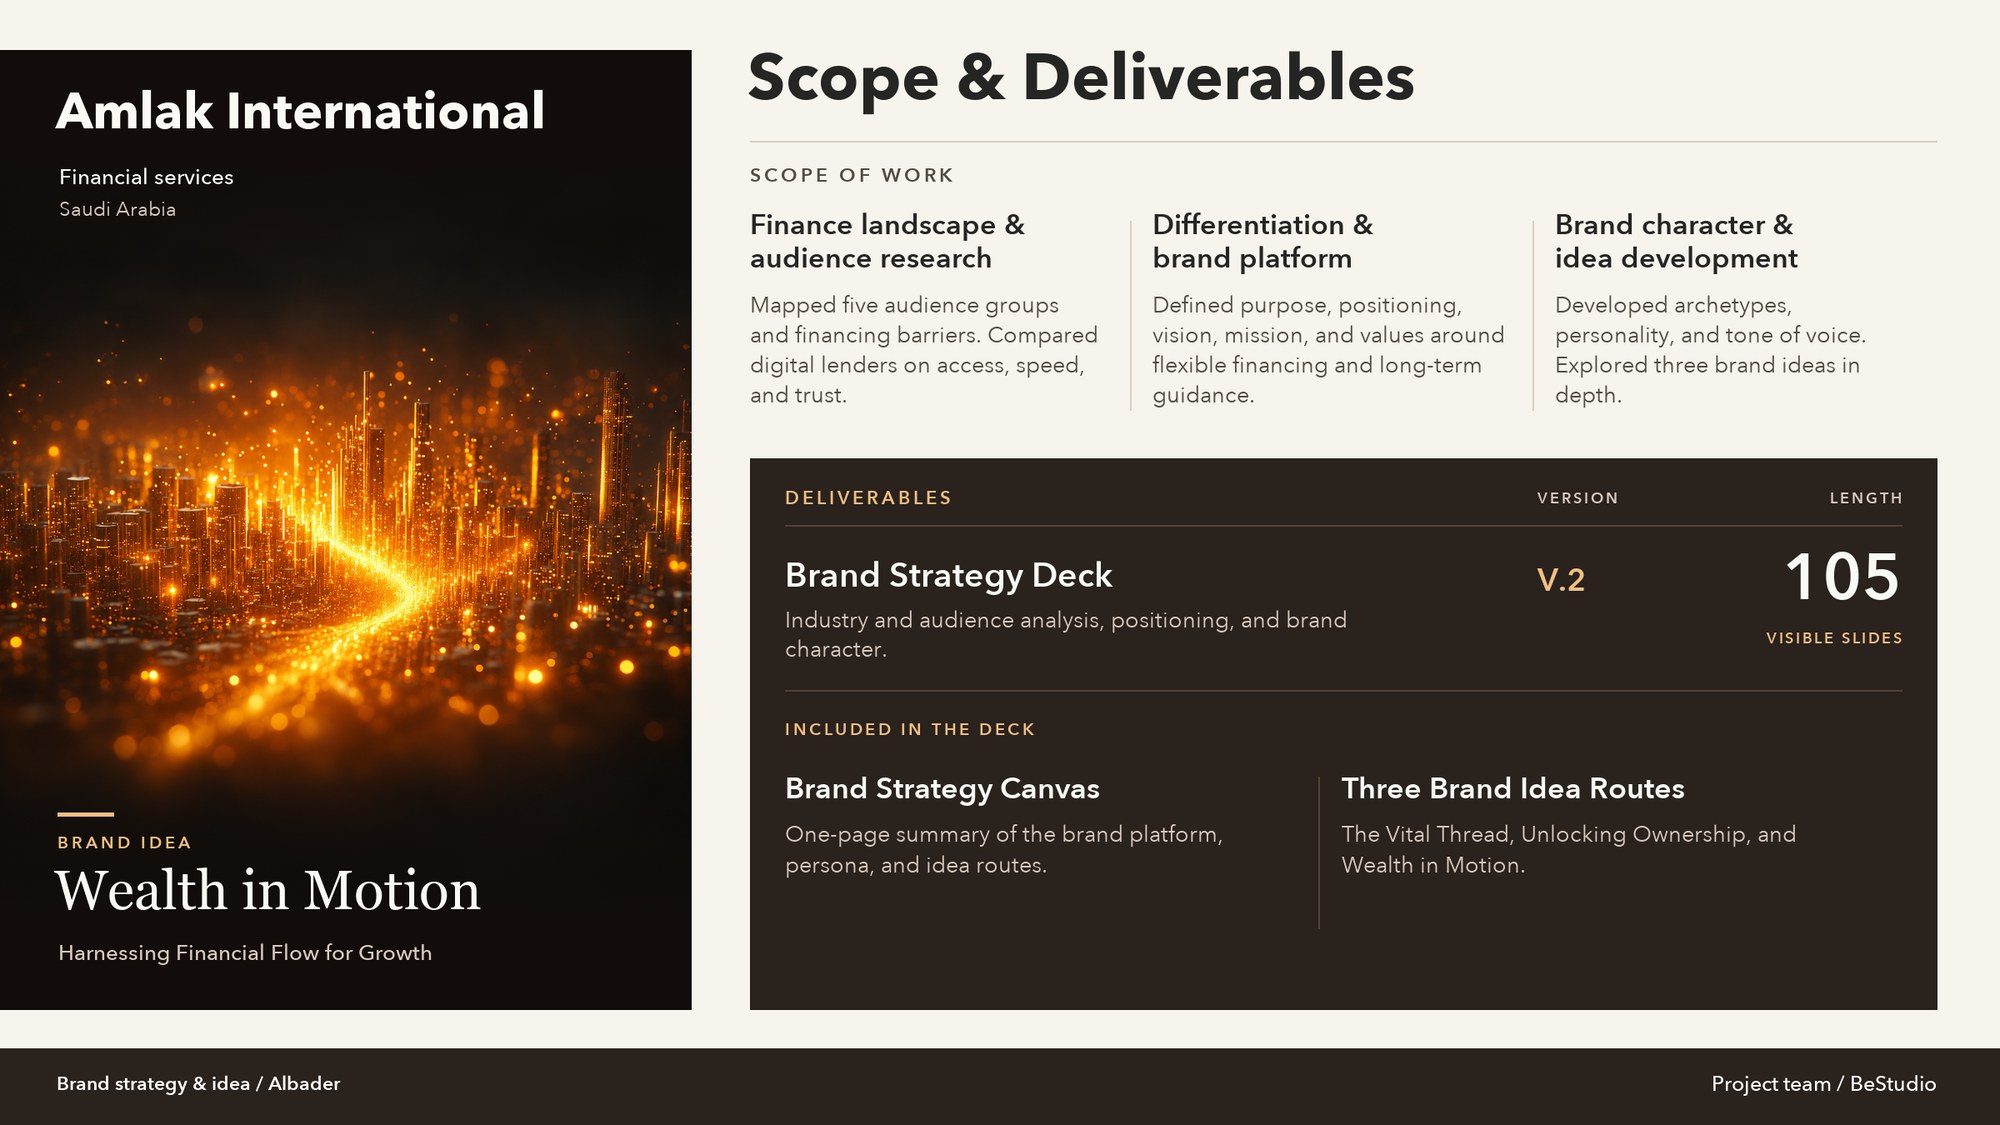 Amlak International
Financial services
Saudi Arabia
BRAND IDEA
Wealth in Motion
Harnessing Financial Flow for Growth
Scope & Deliverables
SCOPE OF WORK
Finance landscape &
audience research
Mapped five audience groups
and financing barriers. Compared
digital lenders on access, speed,
and trust.
Differentiation &
brand platform
Defined purpose, positioning,
vision, mission, and values around
flexible financing and long-term
guidance.
Brand character &
idea development
Developed archetypes,
personality, and tone of voice.
Explored three brand ideas in
depth.
DELIVERABLES
VERSION
LENGTH
Brand Strategy Deck
Industry and audience analysis, positioning, and brand
character.
V.2
105
VISIBLE SLIDES
INCLUDED IN THE DECK
Brand Strategy Canvas
One-page summary of the brand platform,
persona, and idea routes.
Three Brand Idea Routes
The Vital Thread, Unlocking Ownership, and
Wealth in Motion.
Brand strategy & idea / Albader
Project team / BeStudio